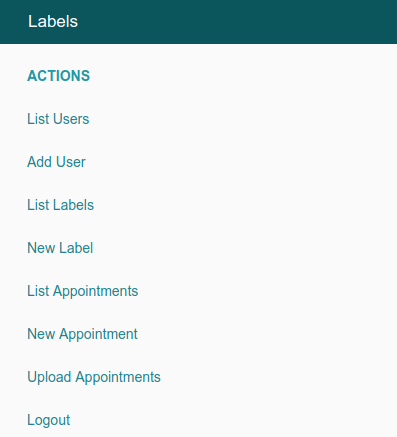 Labels
ACTIONS
List Users
Add User
List Labels
New Label
List Appointments
New Appointment
Upload Appointments
Logout